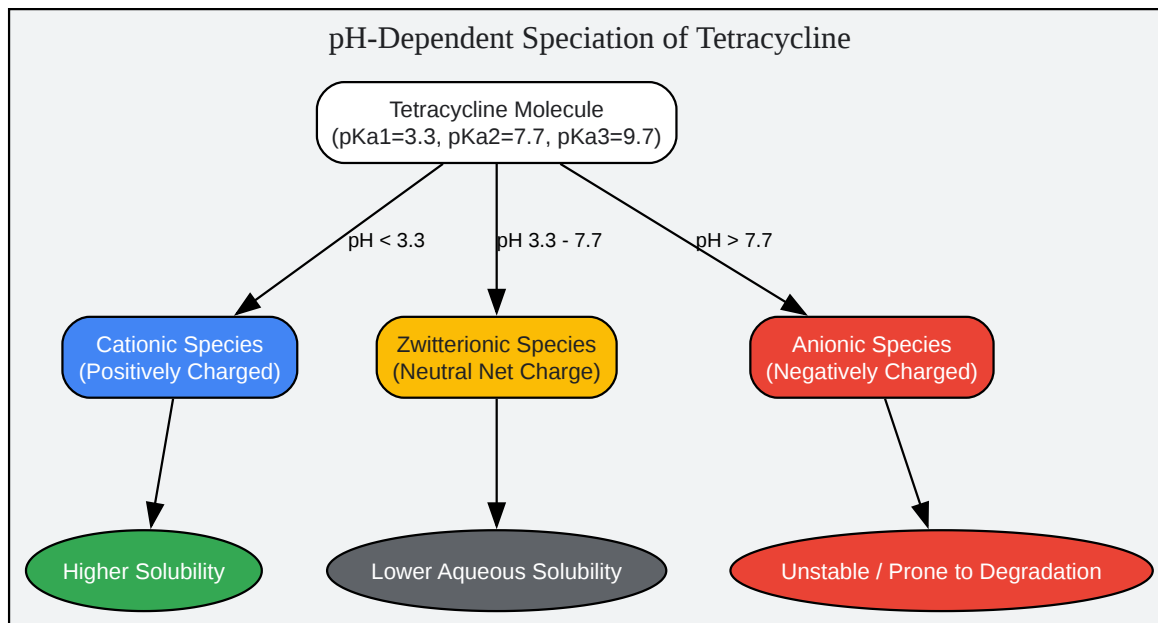 pH-Dependent Speciation of Tetracycline
Tetracycline Molecule
(pKa1=3.3, pKa2=7.7, pKa3=9.7)
pH < 3.3
pH 3.3 - 7.7
pH > 7.7
Cationic Species
(Positively Charged)
Zwitterionic Species
(Neutral Net Charge)
Anionic Species
(Negatively Charged)
Higher Solubility
Lower Aqueous Solubility
Unstable / Prone to Degradation